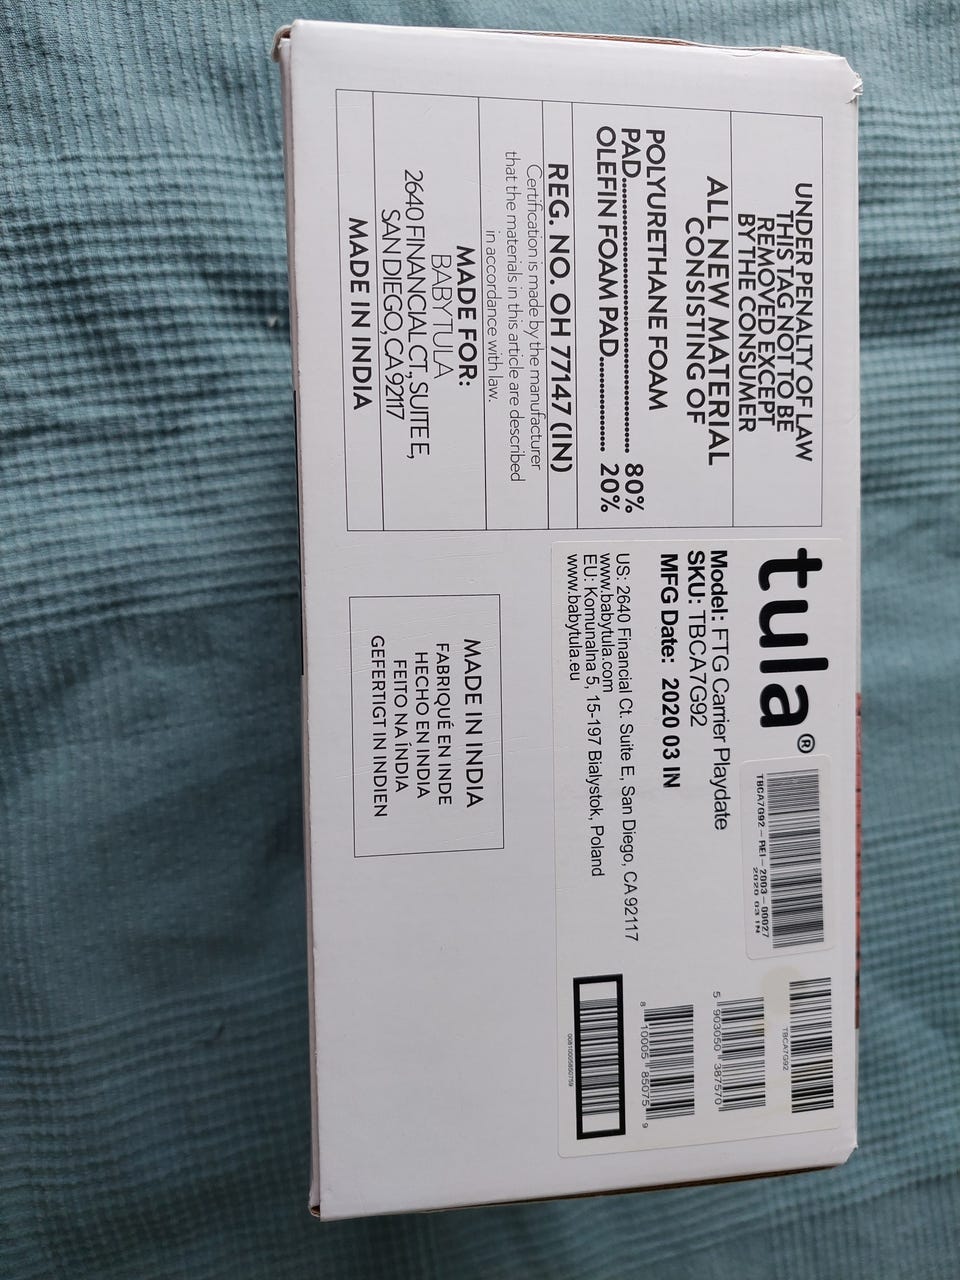 UNDER PENALTY OF LAW
THIS TAG NOT TO BE
REMOVED EXCEPT
BY THE CONSUMER
ALL NEW MATERIAL
CONSISTING OF
POLYURETHANE FOAM
PAD.................................................. 80%
OLEFIN FOAM PAD................ 20%
REG. NO. OH 77147 (IN)
Certification is made by the manufacturer
that the materials in this article are described
in accordance with law.
MADE FOR:
BABYTULA
2640 FINANCIAL CT., SUITE E,
SAN DIEGO, CA 92117
MADE IN INDIA
tula®
Model: FTG Carrier Playdate
SKU: TBCA7G92
MFG Date: 2020 03 IN
US: 2640 Financial Ct. Suite E, San Diego, CA 92117
www.babytula.com
EU: Komunalna 5, 15-197 Bialystok, Poland
www.babytula.eu
TBCA7G92 - REI - 2003 - 00027
2020 03 IN
TBCA7G92
5 903050 387570
8 10005 85075 9
00810005850759
MADE IN INDIA
FABRIQUÉ EN INDE
HECHO EN INDIA
FEITO NA ÍNDIA
GEFERTIGT IN INDIEN